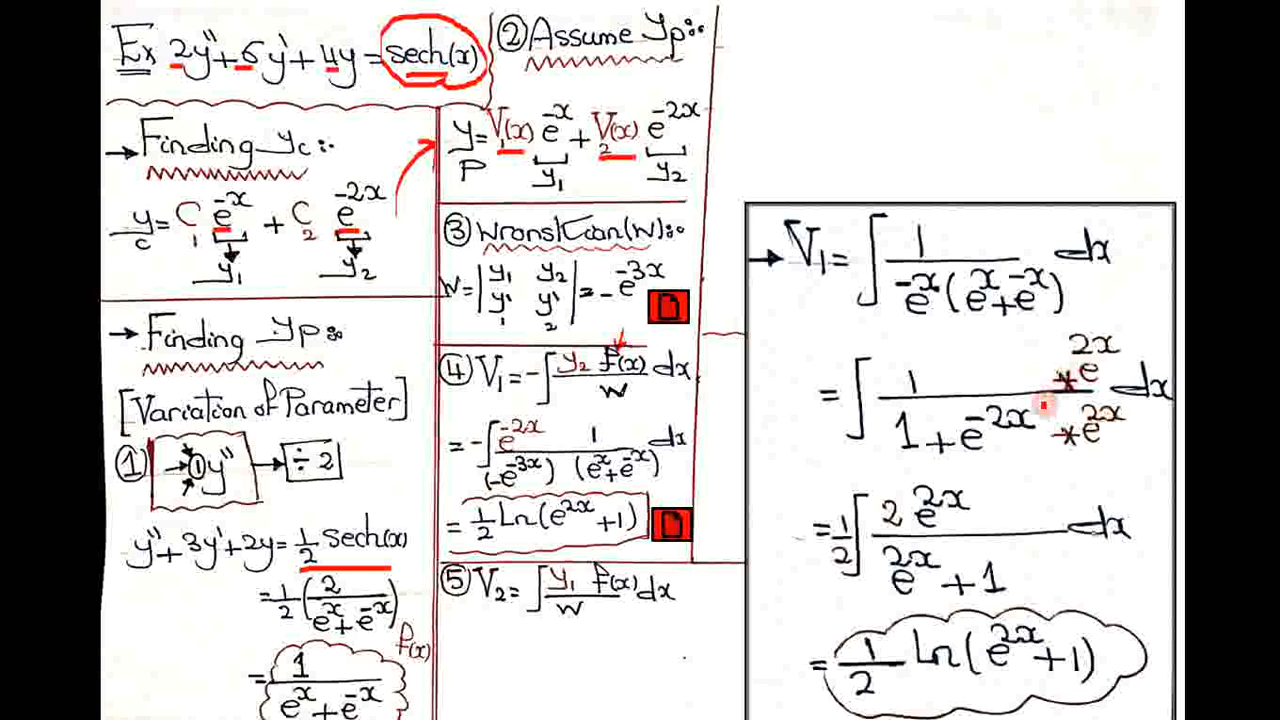 Ex 2y"+6y'+4y=sech(x)
→ Finding yc:-
yc = C1 e^-x + C2 e^-2x
y1 y2
→ Finding yp:-
[Variation of Parameter]
① → 1 y" → ÷ 2
y"+3y'+2y=1/2 sech(x)
=1/2 (2/(e^x+e^-x))
f(x)
= 1/(e^x+e^-x)
② Assume yp:-
yp = V1(x) e^-x + V2(x) e^-2x
y1 y2
③ Wronskian(W):-
W=|y1 y2
y1' y2'| = -e^-3x
④ V1=-∫ y2 f(x)/W dx
=-∫ e^-2x/(-e^-3x) 1/(e^x+e^-x) dx
= 1/2 Ln(e^2x+1)
⑤ V2= ∫ y1 f(x)/W dx
→ V1=∫ 1/(e^-x(e^x+e^-x)) dx
= ∫ 1/(1+e^-2x) *e^2x/*e^2x dx
=1/2 ∫ 2e^2x/(e^2x+1) dx
= 1/2 Ln(e^2x+1)